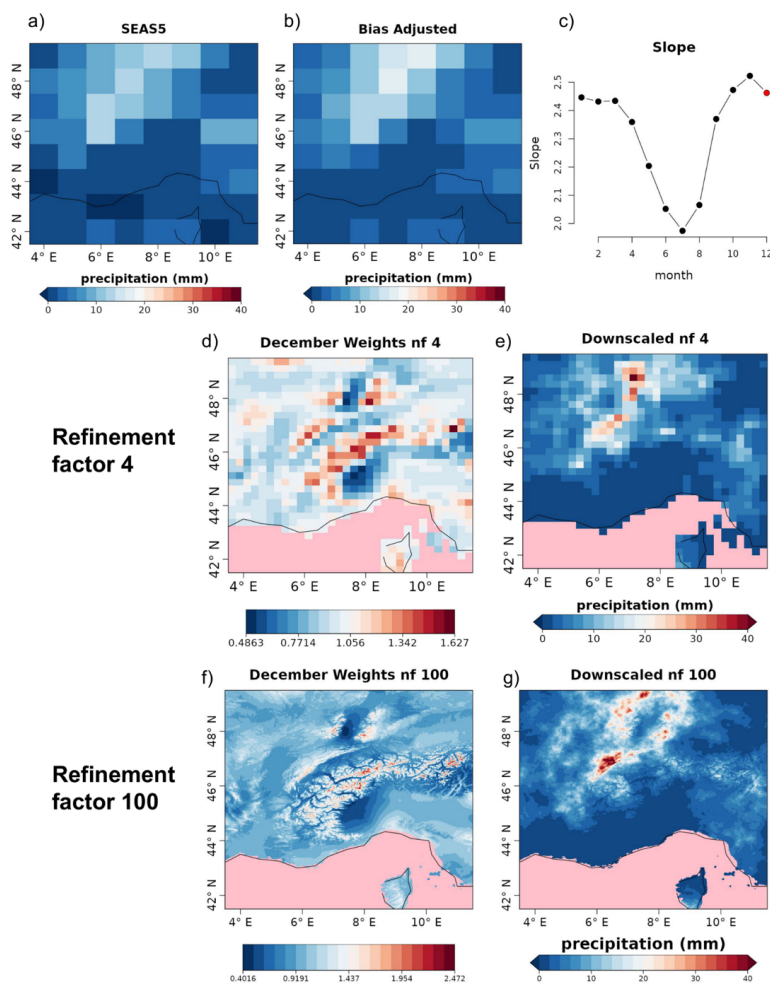 a)
SEAS5
48° N
46° N
44° N
42° N
4° E 6° E 8° E 10° E
precipitation (mm)
0 10 20 30 40
b)
Bias Adjusted
48° N
46° N
44° N
42° N
4° E 6° E 8° E 10° E
precipitation (mm)
0 10 20 30 40
c)
Slope
Slope
2.5
2.4
2.3
2.2
2.1
2.0
2 4 6 8 10 12
month
Refinement
factor 4
d)
December Weights nf 4
48° N
46° N
44° N
42° N
4° E 6° E 8° E 10° E
0.4863 0.7714 1.056 1.342 1.627
e)
Downscaled nf 4
48° N
46° N
44° N
42° N
4° E 6° E 8° E 10° E
precipitation (mm)
0 10 20 30 40
Refinement
factor 100
f)
December Weights nf 100
48° N
46° N
44° N
42° N
4° E 6° E 8° E 10° E
0.4016 0.9191 1.437 1.954 2.472
g)
Downscaled nf 100
48° N
46° N
44° N
42° N
4° E 6° E 8° E 10° E
precipitation (mm)
0 10 20 30 40